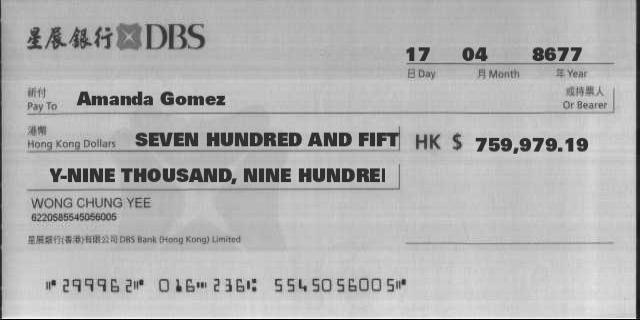 星展銀行 DBS
17 04 8677
日 Day 月 Month 年 Year
祈付
Pay To Amanda Gomez
或持票人
Or Bearer
港幣
Hong Kong Dollars SEVEN HUNDRED AND FIFT
HK $ 759,979.19
Y-NINE THOUSAND, NINE HUNDRE
WONG CHUNG YEE
6220585545056005
星展銀行(香港)有限公司 DBS Bank (Hong Kong) Limited
⑈299962⑈ 016⑉236⑆ 5545056005⑈